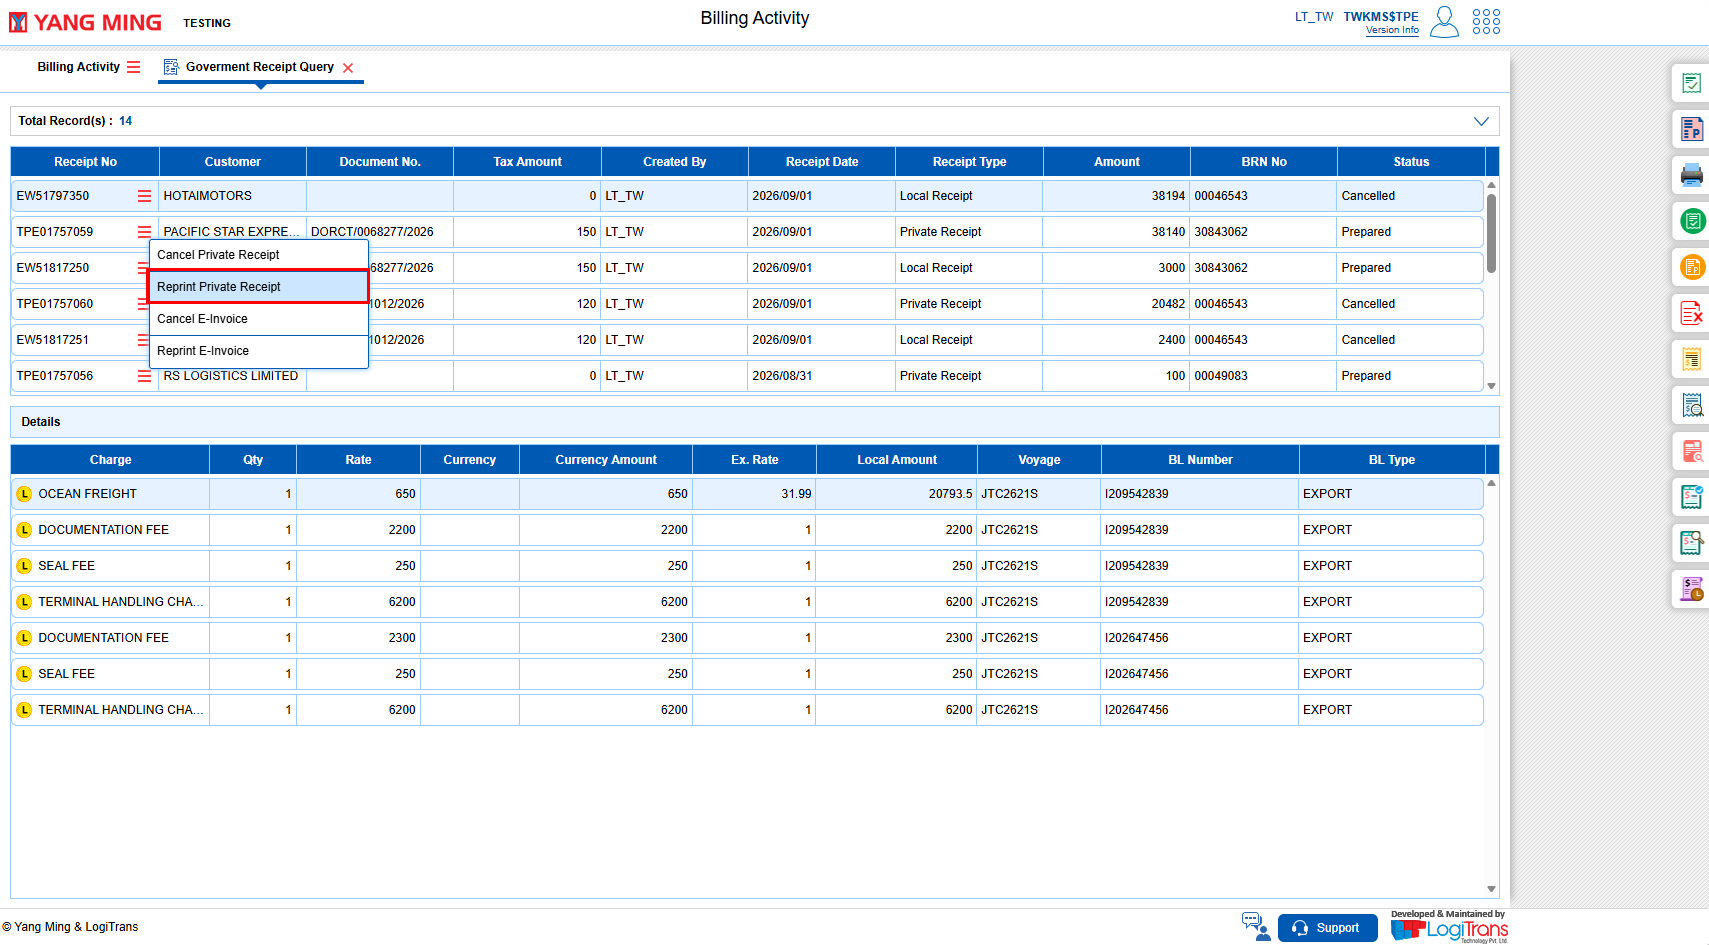 YANG MING TESTING Billing Activity LT_TW TWKMS$TPE
Version Info
Billing Activity Goverment Receipt Query
Total Record(s) : 14
Receipt No Customer Document No. Tax Amount Created By Receipt Date Receipt Type Amount BRN No Status
EW51797350 HOTAIMOTORS 0 LT_TW 2026/09/01 Local Receipt 38194 00046543 Cancelled
TPE01757059 PACIFIC STAR EXPRE... DORCT/0068277/2026 150 LT_TW 2026/09/01 Private Receipt 38140 30843062 Prepared
Cancel Private Receipt
EW51817250 68277/2026 150 LT_TW 2026/09/01 Local Receipt 3000 30843062 Prepared
Reprint Private Receipt
TPE01757060 1012/2026 120 LT_TW 2026/09/01 Private Receipt 20482 00046543 Cancelled
Cancel E-Invoice
EW51817251 012/2026 120 LT_TW 2026/09/01 Local Receipt 2400 00046543 Cancelled
Reprint E-Invoice
TPE01757056 RS LOGISTICS LIMITED 0 LT_TW 2026/08/31 Private Receipt 100 00049083 Prepared
Details
Charge Qty Rate Currency Currency Amount Ex. Rate Local Amount Voyage BL Number BL Type
L OCEAN FREIGHT 1 650 650 31.99 20793.5 JTC2621S I209542839 EXPORT
L DOCUMENTATION FEE 1 2200 2200 1 2200 JTC2621S I209542839 EXPORT
L SEAL FEE 1 250 250 1 250 JTC2621S I209542839 EXPORT
L TERMINAL HANDLING CHA... 1 6200 6200 1 6200 JTC2621S I209542839 EXPORT
L DOCUMENTATION FEE 1 2300 2300 1 2300 JTC2621S I202647456 EXPORT
L SEAL FEE 1 250 250 1 250 JTC2621S I202647456 EXPORT
L TERMINAL HANDLING CHA... 1 6200 6200 1 6200 JTC2621S I202647456 EXPORT
© Yang Ming & LogiTrans Support Developed & Maintained by
LogiTrans
Technology Pvt. Ltd.